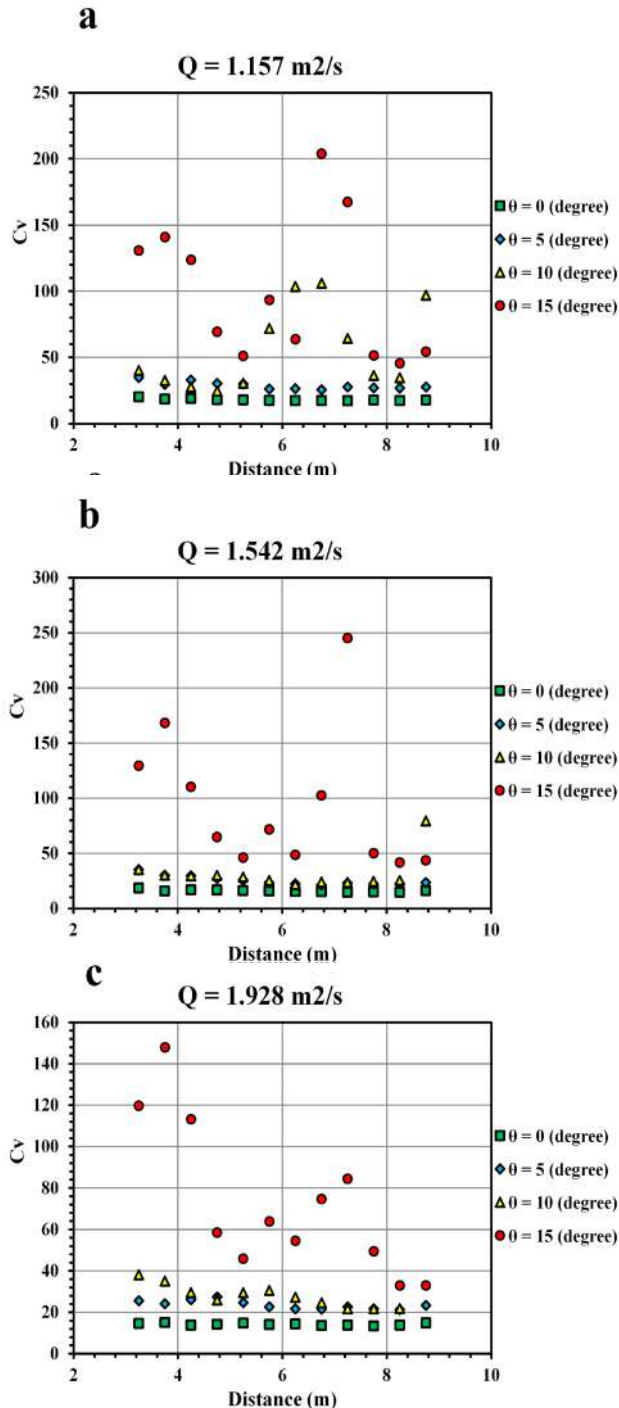 a
Q = 1.157 m2/s
250
200
150
100
50
0
Cv
2 4 6 8 10
Distance (m)
θ = 0 (degree)
θ = 5 (degree)
θ = 10 (degree)
θ = 15 (degree)
b
Q = 1.542 m2/s
300
250
200
150
100
50
0
Cv
2 4 6 8 10
Distance (m)
θ = 0 (degree)
θ = 5 (degree)
θ = 10 (degree)
θ = 15 (degree)
c
Q = 1.928 m2/s
160
140
120
100
80
60
40
20
0
Cv
2 4 6 8 10
Distance (m)
θ = 0 (degree)
θ = 5 (degree)
θ = 10 (degree)
θ = 15 (degree)